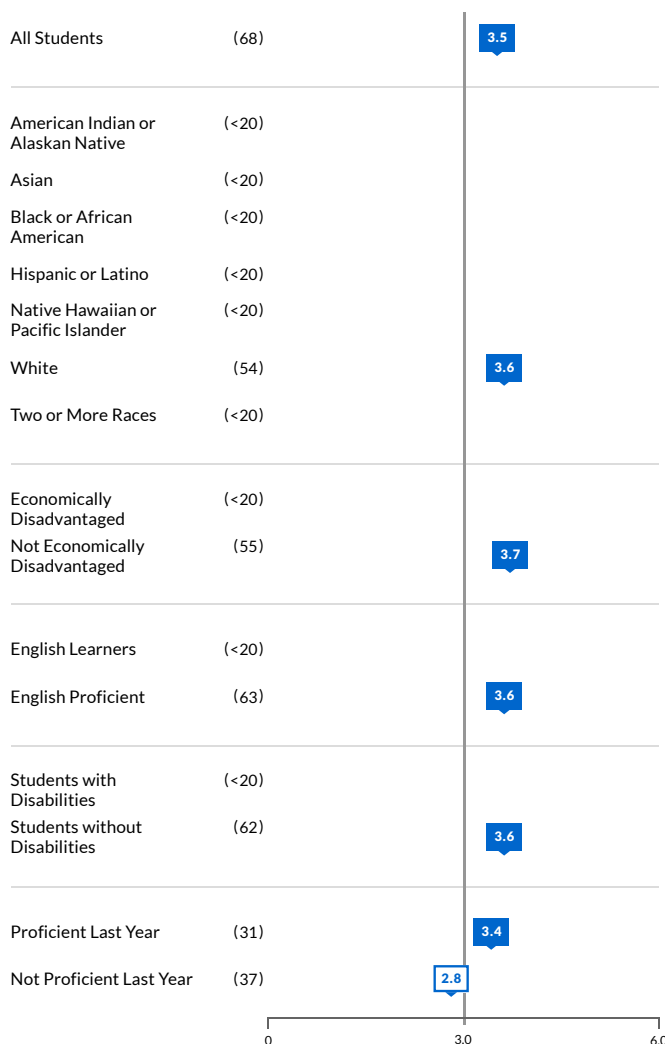 All Students (68) 3.5
American Indian or (<20)
Alaskan Native
Asian (<20)
Black or African (<20)
American
Hispanic or Latino (<20)
Native Hawaiian or (<20)
Pacific Islander
White (54) 3.6
Two or More Races (<20)
Economically (<20)
Disadvantaged
Not Economically (55) 3.7
Disadvantaged
English Learners (<20)
English Proficient (63) 3.6
Students with (<20)
Disabilities
Students without (62) 3.6
Disabilities
Proficient Last Year (31) 3.4
Not Proficient Last Year (37) 2.8
0 3.0 6.0